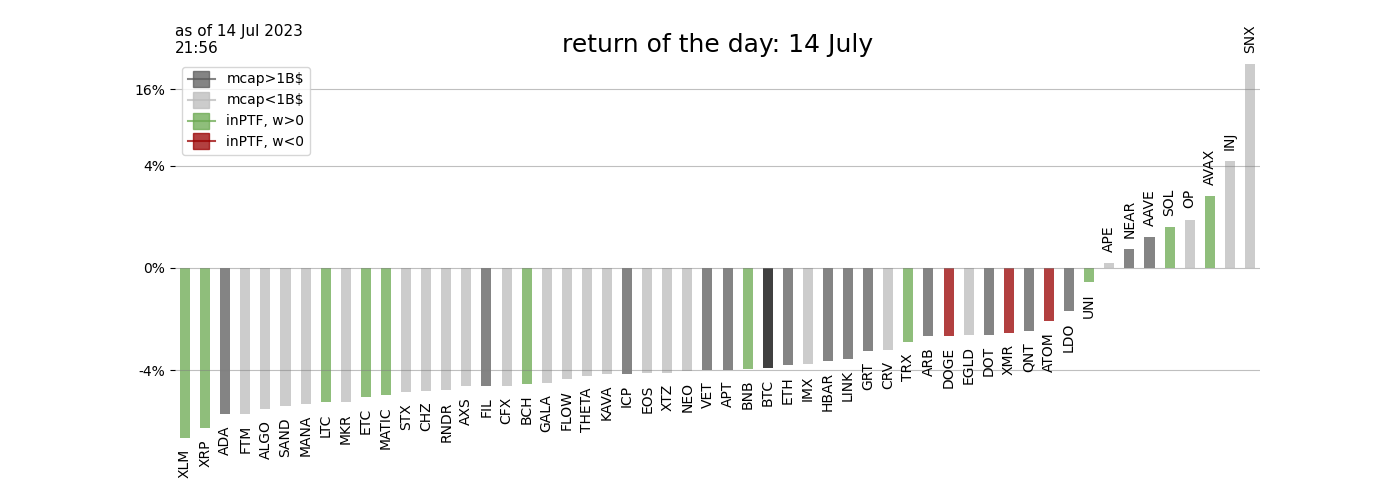 as of 14 Jul 2023
21:56
return of the day: 14 July
mcap>1B$
mcap<1B$
inPTF, w>0
inPTF, w<0
16%
4%
0%
-4%
XLM
XRP
ADA
FTM
ALGO
SAND
MANA
LTC
MKR
ETC
MATIC
STX
CHZ
RNDR
AXS
FIL
CFX
BCH
GALA
FLOW
THETA
KAVA
ICP
EOS
XTZ
NEO
VET
APT
BNB
BTC
ETH
IMX
HBAR
LINK
GRT
CRV
TRX
ARB
DOGE
EGLD
DOT
XMR
QNT
ATOM
LDO
UNI
APE
NEAR
AAVE
SOL
OP
AVAX
INJ
SNX